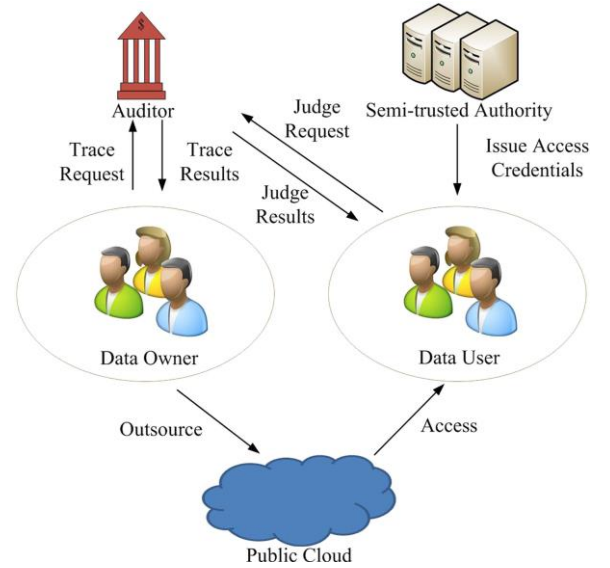 $
Auditor
Semi-trusted Authority
Judge
Request
Trace
Request
Trace
Results
Judge
Results
Issue Access
Credentials
Data Owner
Data User
Outsource
Access
Public Cloud